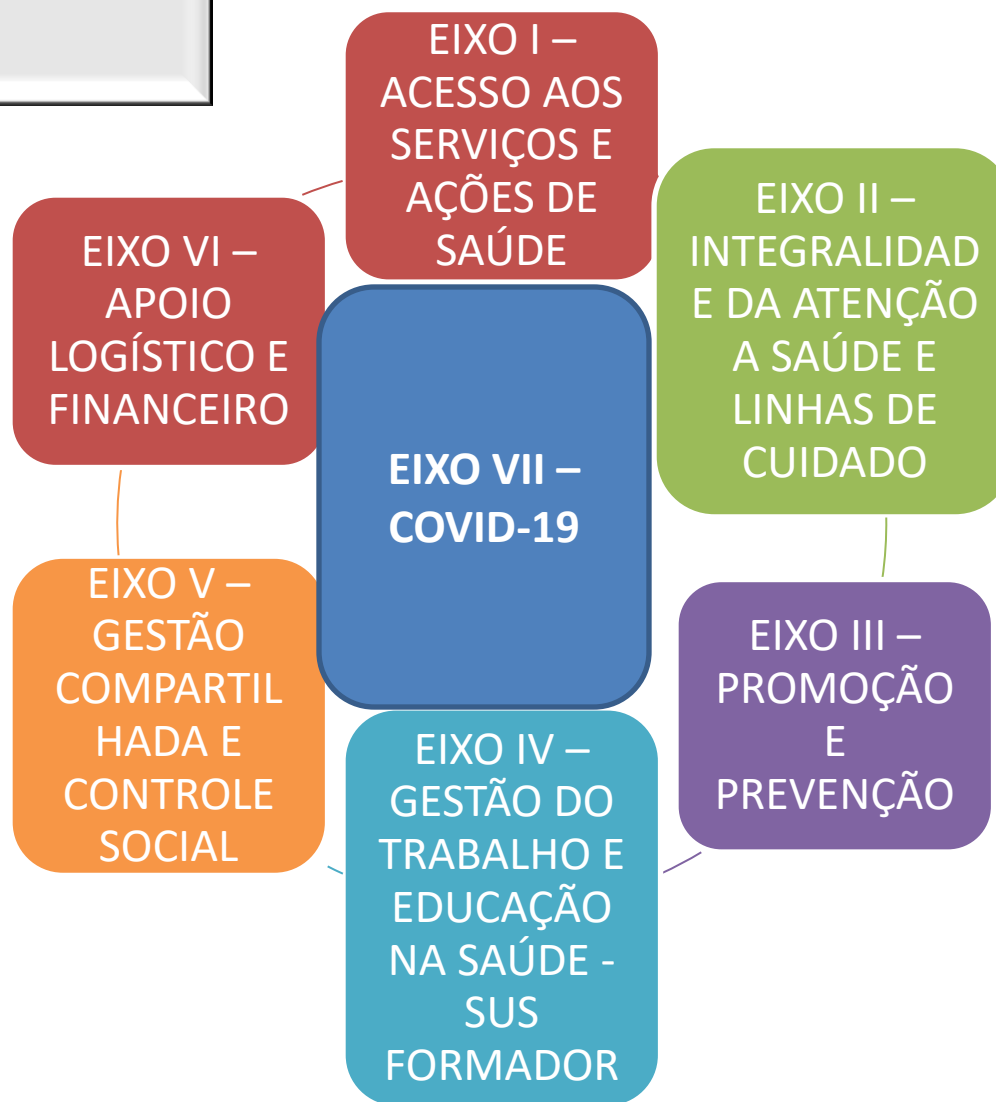 EIXO I –
ACESSO AOS
SERVIÇOS E
AÇÕES DE
SAÚDE
EIXO II –
INTEGRALIDAD
E DA ATENÇÃO
A SAÚDE E
LINHAS DE
CUIDADO
EIXO III –
PROMOÇÃO
E
PREVENÇÃO
EIXO IV –
GESTÃO DO
TRABALHO E
EDUCAÇÃO
NA SAÚDE -
SUS
FORMADOR
EIXO V –
GESTÃO
COMPARTIL
HADA E
CONTROLE
SOCIAL
EIXO VI –
APOIO
LOGÍSTICO E
FINANCEIRO
EIXO VII –
COVID-19